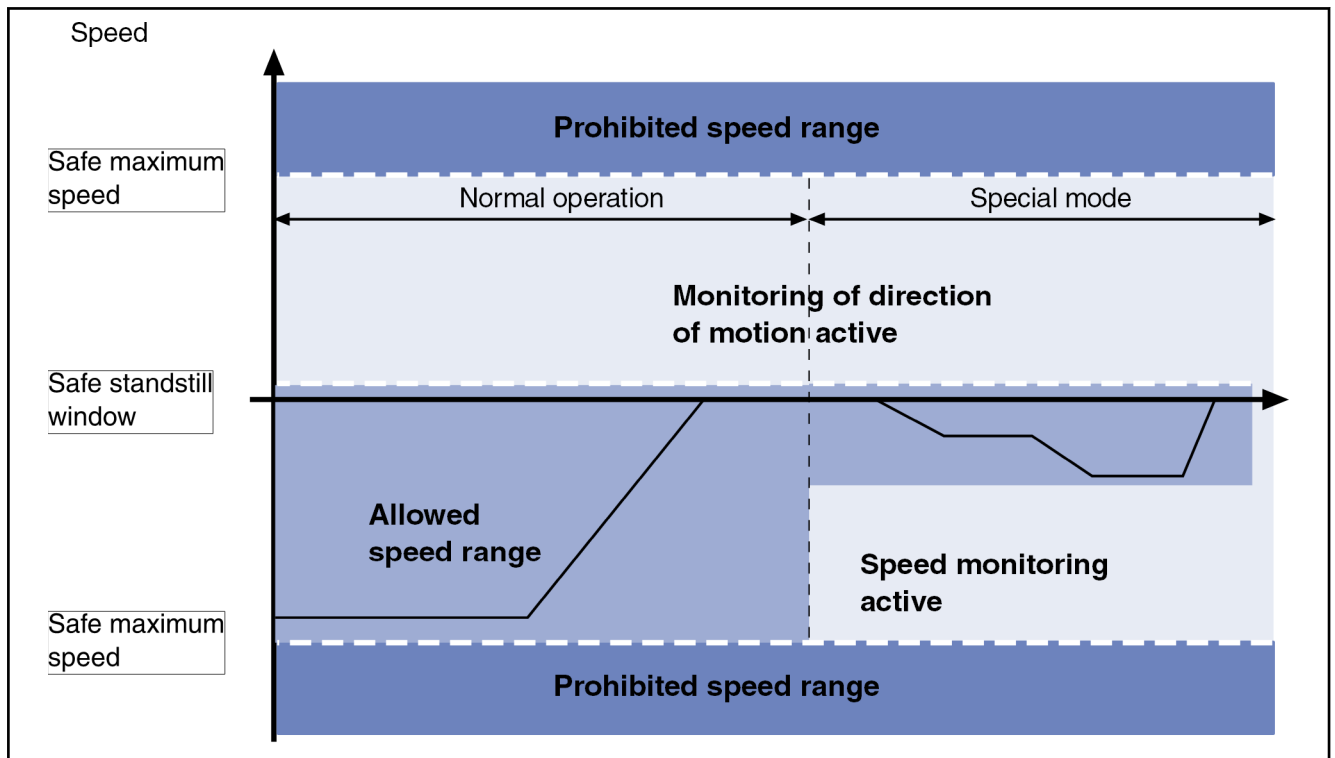 Speed
Prohibited speed range
Safe maximum
speed
Normal operation
Special mode
Monitoring of direction
of motion active
Safe standstill
window
Allowed
speed range
Speed monitoring
active
Safe maximum
speed
Prohibited speed range